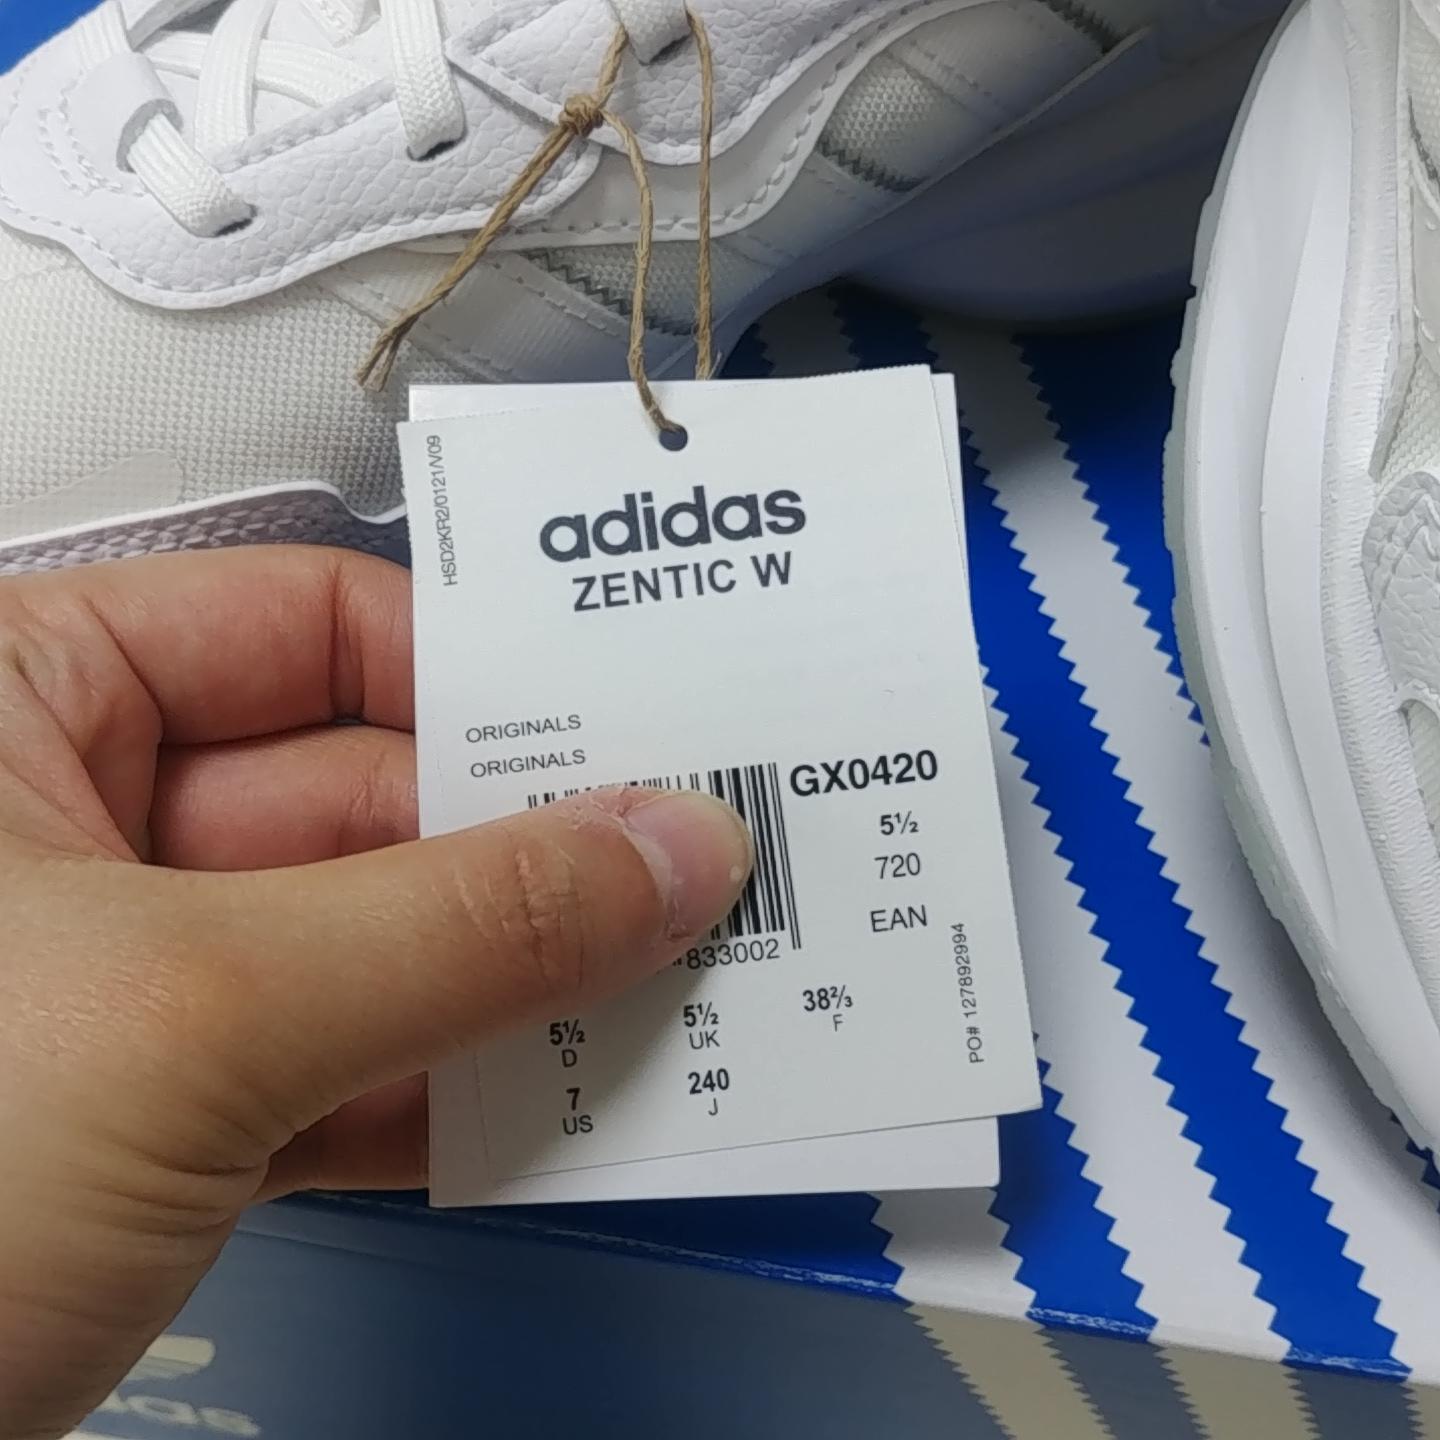 HSD2KR2/0121/V09
adidas
ZENTIC W
ORIGINALS
ORIGINALS
GX0420
5½
720
EAN
833002
PO# 127892994
5½ 5½ 38⅔
D UK F
7 240
US J